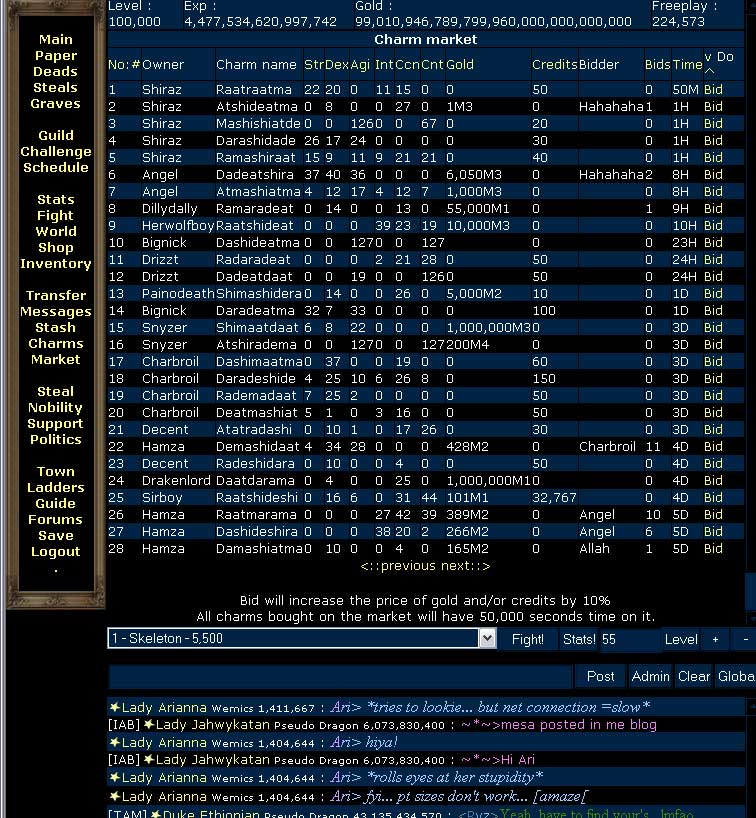 Level : Exp : Gold : Freeplay :
100,000 4,477,534,620,997,742 99,010,946,789,799,960,000,000,000,000 224,573
Main
Paper
Deads
Steals
Graves
Guild
Challenge
Schedule
Stats
Fight
World
Shop
Inventory
Transfer
Messages
Stash
Charms
Market
Steal
Nobility
Support
Politics
Town
Ladders
Guide
Forums
Save
Logout
.
Charm market
No: # Owner Charm name Str Dex Agi Int Ccn Cnt Gold Credits Bidder Bids Time v Do ^
1 Shiraz Raatraatma 22 20 0 11 15 0 0 50 0 50M Bid
2 Shiraz Atshideatma 0 8 0 0 27 0 1M3 0 Hahahaha 1 1H Bid
3 Shiraz Mashishiatde 0 0 126 0 0 67 0 20 0 1H Bid
4 Shiraz Darashidade 26 17 24 0 0 0 0 30 0 1H Bid
5 Shiraz Ramashiraat 15 9 11 9 21 21 0 40 0 1H Bid
6 Angel Dadeatshira 37 40 36 0 0 0 6,050M3 0 Hahahaha 2 8H Bid
7 Angel Atmashiatma 4 12 17 4 12 7 1,000M3 0 0 8H Bid
8 Dillydally Ramaradeat 0 14 0 0 13 0 55,000M1 0 1 9H Bid
9 Herwolfboy Raatshideat 0 0 0 39 23 19 10,000M3 0 0 10H Bid
10 Bignick Dashideatma 0 0 127 0 0 127 0 0 23H Bid
11 Drizzt Radaradeat 0 0 0 2 21 28 0 50 0 24H Bid
12 Drizzt Dadeatdaat 0 0 19 0 0 126 0 50 0 24H Bid
13 Painodeath Shimashidera 0 14 0 0 26 0 5,000M2 10 0 1D Bid
14 Bignick Daradeatma 32 7 33 0 0 0 0 100 0 1D Bid
15 Snyzer Shimaatdaat 6 8 22 0 0 0 1,000,000M3 0 0 3D Bid
16 Snyzer Atshiradema 0 0 127 0 0 127 200M4 0 0 3D Bid
17 Charbroil Dashimaatma 0 37 0 0 19 0 0 60 0 3D Bid
18 Charbroil Daradeshide 4 25 10 6 26 8 0 150 0 3D Bid
19 Charbroil Rademadaat 7 25 2 0 0 0 0 50 0 3D Bid
20 Charbroil Deatmashiat 5 1 0 3 16 0 0 50 0 3D Bid
21 Decent Atatradashi 0 10 1 0 17 26 0 30 0 3D Bid
22 Hamza Demashidaat 4 34 28 0 0 0 428M2 0 Charbroil 11 4D Bid
23 Decent Radeshidara 0 10 0 0 4 0 0 50 0 4D Bid
24 Drakenlord Daatdarama 0 4 0 0 25 0 1,000,000M1 0 0 4D Bid
25 Sirboy Raatshideshi 0 16 6 0 31 44 101M1 32,767 0 4D Bid
26 Hamza Raatmarama 0 0 0 27 42 39 389M2 0 Angel 10 5D Bid
27 Hamza Dashideshira 0 0 0 38 20 2 266M2 0 Angel 6 5D Bid
28 Hamza Damashiatma 0 10 0 0 4 0 165M2 0 Allah 1 5D Bid
<::previous next::>
Bid will increase the price of gold and/or credits by 10%
All charms bought on the market will have 50,000 seconds time on it.
1 - Skeleton - 5,500 Fight! Stats! 55 Level + -
Post Admin Clear Globa
Lady Arianna Wemics 1,411,667 : Ari> *tries to lookie... but net connection =slow*
[IAB] Lady Jahwykatan Pseudo Dragon 6,073,830,400 : ~*~>mesa posted in me blog
Lady Arianna Wemics 1,404,644 : Ari> hiya!
[IAB] Lady Jahwykatan Pseudo Dragon 6,073,830,400 : ~*~>Hi Ari
Lady Arianna Wemics 1,404,644 : Ari> *rolls eyes at her stupidity*
Lady Arianna Wemics 1,404,644 : Ari> fyi... pt sizes don't work... [amaze[
[TAM] Duke Ethionian Pseudo Dragon 43,135,434,570 : <Ryz> Yeah, have to find your's.. lmfao